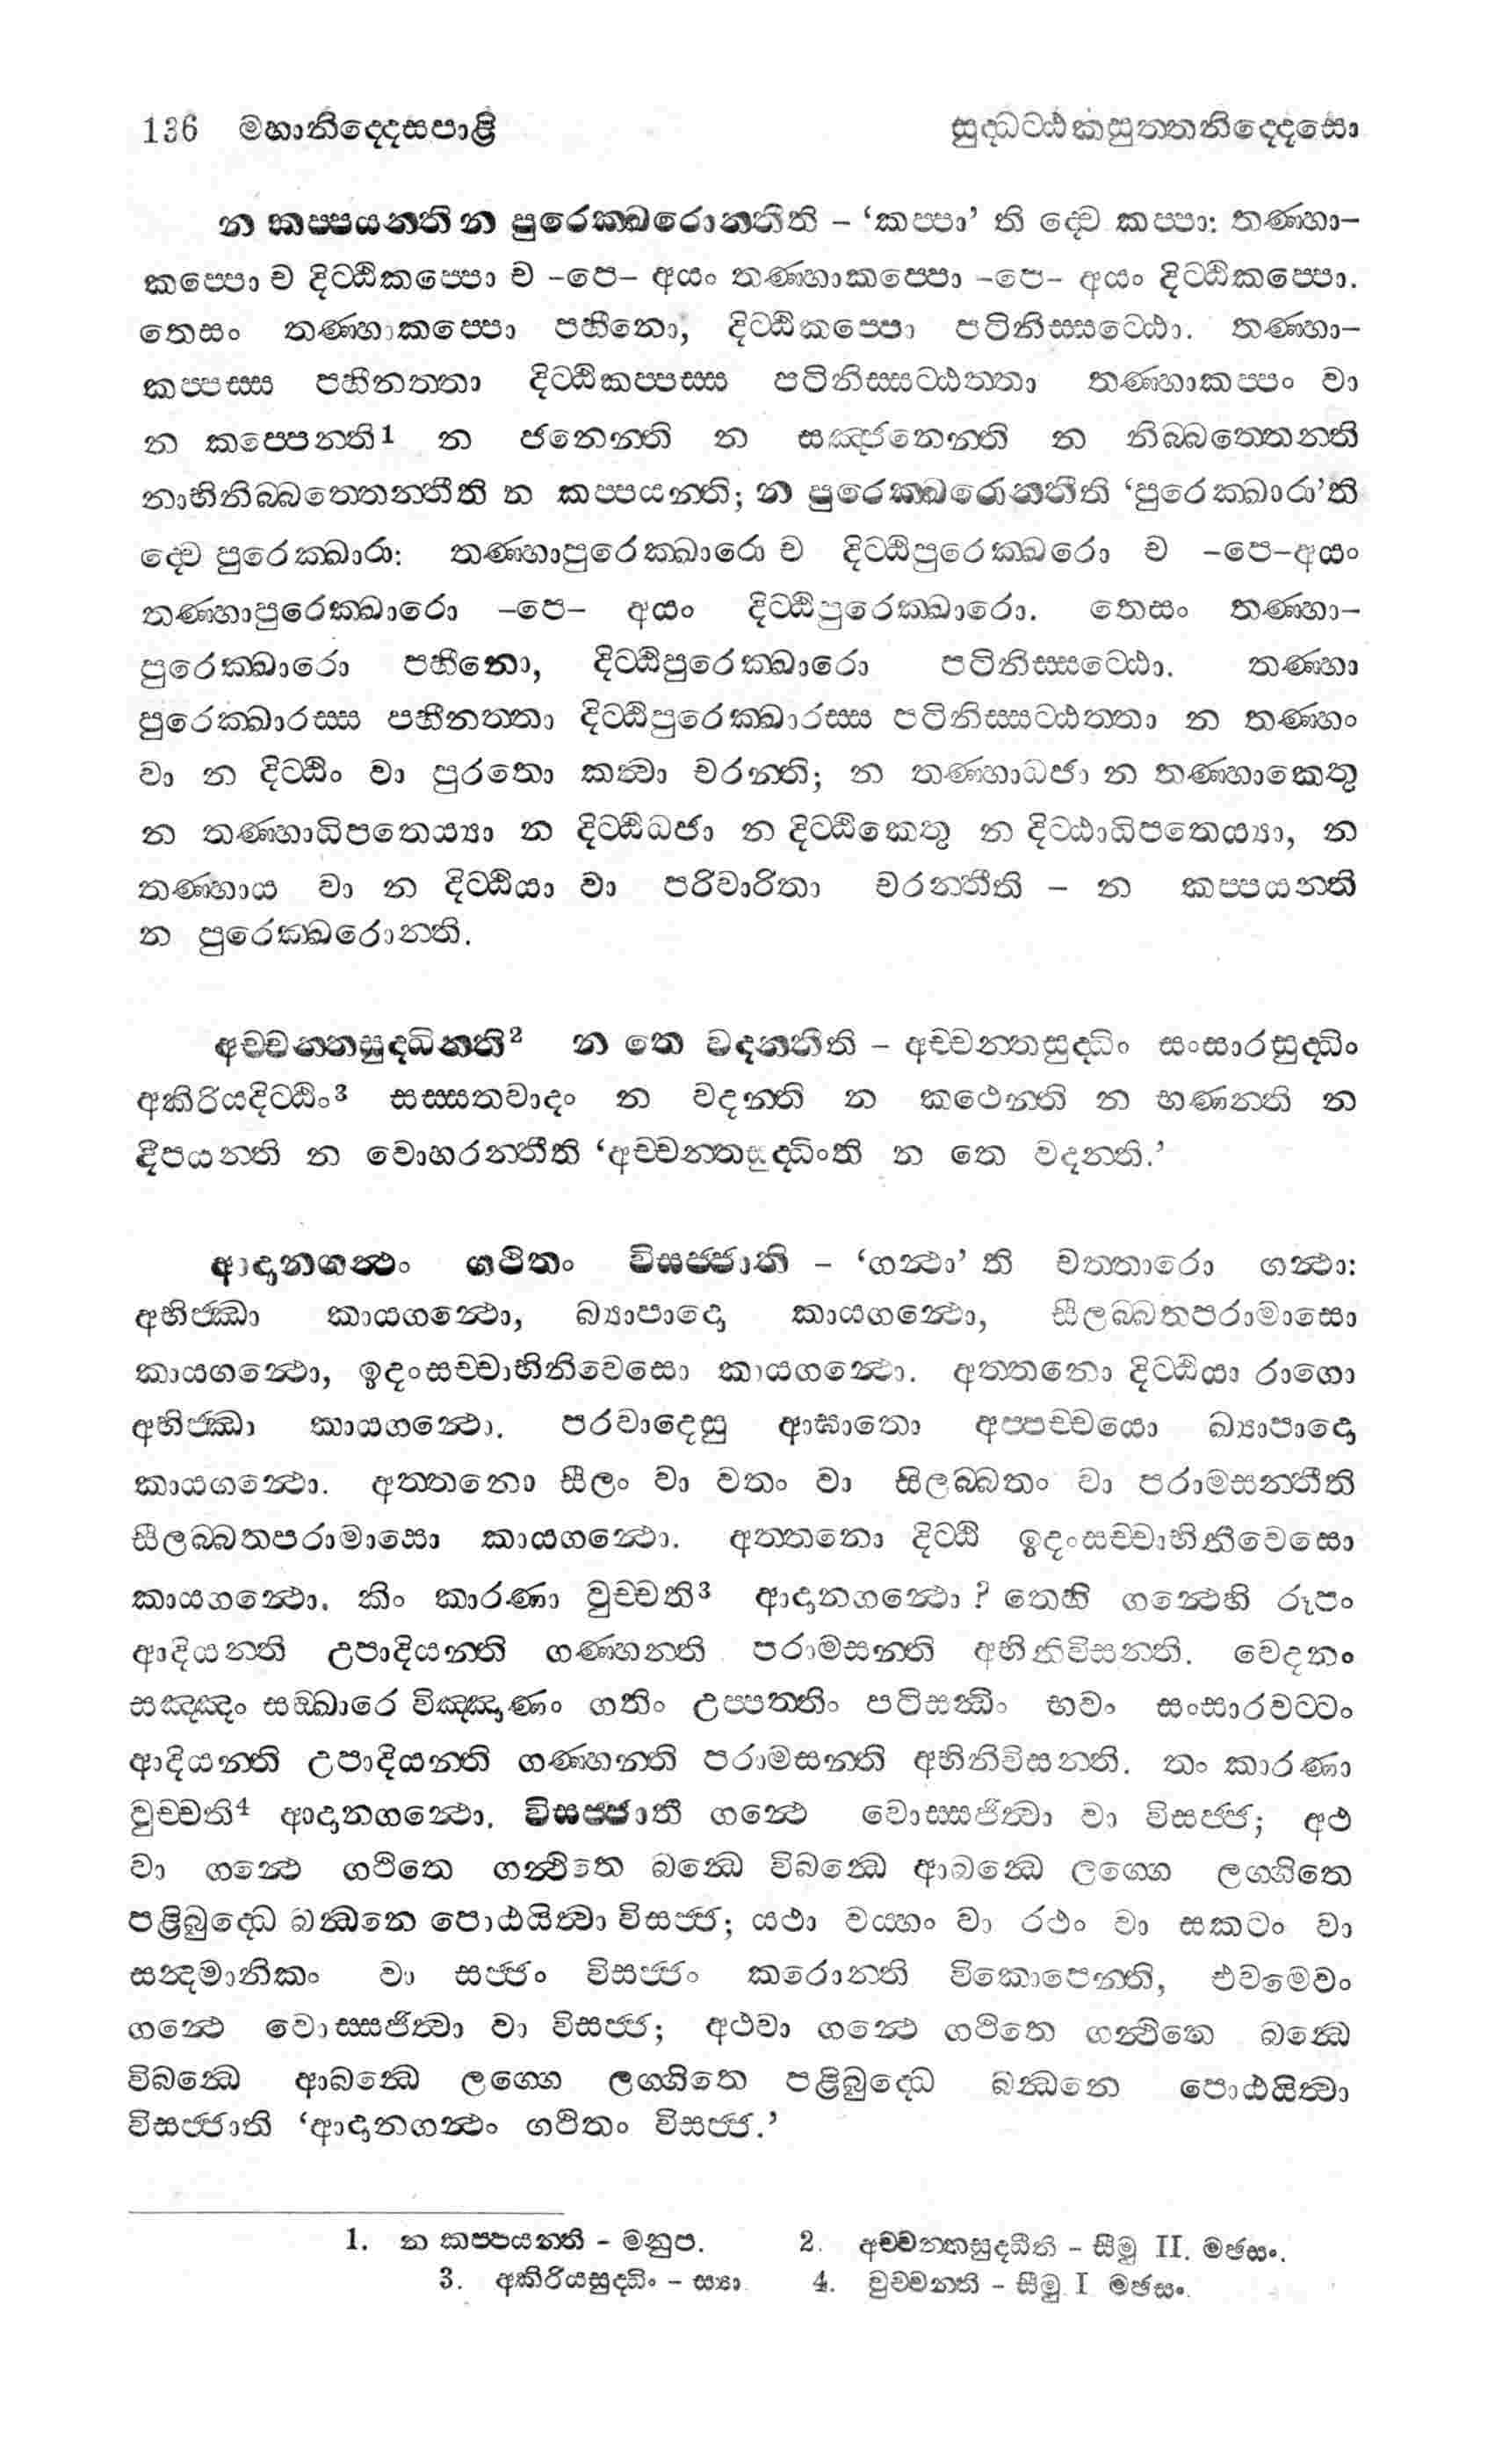 136 මහානිද්දෙසපාළි සුද්ධට්ඨකසුත්තනිද්දෙසො
න කප්පයන්ති න පුරෙක්ඛරොන්තීති – ‘කප්පා’ ති ද්වෙ කප්පා: තණ්හා–
කප්පො ච දිට්ඨිකප්පො ච –පෙ– අයං තණ්හාකප්පො –පෙ– අයං දිට්ඨිකප්පො.
තෙසං තණ්හාකප්පො පහීනො, දිට්ඨිකප්පො පටිනිස්සට්ඨො. තණ්හා–
කප්පස්ස පහීනත්තා දිට්ඨිකප්පස්ස පටිනිස්සට්ඨත්තා තණ්හාකප්පං වා
න කප්පෙන්ති1 න ජනෙන්ති න සඤ්ජනෙන්ති න නිබ්බත්තෙන්ති
නාභිනිබ්බත්තෙන්තීති න කප්පයන්ති; න පුරෙක්ඛරොන්තීති ‘පුරෙක්ඛාරා’ති
ද්වෙ පුරෙක්ඛාරා: තණ්හාපුරෙක්ඛාරො ච දිට්ඨිපුරෙක්ඛරො ච –පෙ–අයං
තණ්හාපුරෙක්ඛාරො –පෙ– අයං දිට්ඨිපුරෙක්ඛාරො. තෙසං තණ්හා–
පුරෙක්ඛාරො පහීනො, දිට්ඨිපුරෙක්ඛාරො පටිනිස්සට්ඨො. තණ්හා
පුරෙක්ඛාරස්ස පහීනත්තා දිට්ඨිපුරෙක්ඛාරස්ස පටිනිස්සට්ඨත්තා න තණ්හං
වා න දිට්ඨිං වා පුරතො කත්වා චරන්ති; න තණ්හාධජා න තණ්හාකෙතු
න තණ්හාධිපතෙය්‍යා න දිට්ඨිධජා න දිට්ඨිකෙතු න දිට්ඨාධිපතෙය්‍යා, න
තණ්හාය වා න දිට්ඨියා වා පරිවාරිතා චරන්තීති – න කප්පයන්ති
න පුරෙක්ඛරොන්ති.
අච්චන්තසුද්ධින්ති2 න තෙ වදන්තීති – අච්චන්තසුද්ධිං සංසාරසුද්ධිං
අකිරියදිට්ඨිං3 සස්සතවාදං න වදන්ති න කථෙන්ති න භණන්ති න
දීපයන්ති න වොහරන්තීති ‘අච්චන්තසුද්ධිංති න තෙ වදන්ති.’
ආදානගන්ථං ගථිතං විසජ්ජාති – ‘ගන්ථා’ ති චත්තාරො ගන්ථා:
අභිජ්ඣා කායගන්ථො, බ්‍යාපාදො කායගන්ථො, සීලබ්බතපරාමාසො
කායගන්ථො, ඉදංසච්චාභිනිවෙසො කායගන්ථො. අත්තනො දිට්ඨියා රාගො
අභිජ්ඣා කායගන්ථො. පරවාදෙසු ආඝාතො අප්පච්චයො ඛ්‍යාපාදො
කායගන්ථො. අත්තනො සීලං වා වතං වා සිලබ්බතං වා පරාමසන්තීති
සීලබ්බතපරාමාසො කායගන්ථො. අත්තනො දිට්ඨි ඉදංසච්චාභිනිවෙසො
කායගන්ථො. කිං කාරණා වුච්චති3 ආදානගන්ථො ? තෙහි ගන්ථෙහි රූපං
ආදියන්ති උපාදියන්ති ගණ්හන්ති පරාමසන්ති අභිනිවිසන්ති. වෙදනං
සඤ්ඤං සඞ්ඛාරෙ විඤ්ඤාණං ගතිං උප්පත්තිං පටිසන්ධිං භවං සංසාරවට්ටං
ආදියන්ති උපාදියන්ති ගණ්හන්ති පරාමසන්ති අභිනිවිසන්ති. තං කාරණා
වුච්චති4 ආදානගන්ථො. විසජ්ජාති ගන්ථෙ වොස්සජිත්වා වා විසජ්ජ; අථ
වා ගන්ථෙ ගථිතෙ ගන්ථිතෙ බන්ධෙ විබන්ධෙ ආබන්ධෙ ලග්ගෙ ලග්ගිතෙ
පළිබුද්ධෙ බන්ධනෙ පොඨයිත්වා විසජ්ජ; යථා වය්හං වා රථං වා සකටං වා
සන්දමානිකං වා සජ්ජං විසජ්ජං කරොන්ති විකොපෙන්ති, එවමෙවං
ගන්ථෙ වොස්සජිත්වා වා විසජ්ජ; අථවා ගන්ථෙ ගථිතෙ ගන්ථිතෙ බන්ධෙ
විබන්ධෙ ආබන්ධෙ ලග්ගෙ ලග්ගිතෙ පළිබුද්ධෙ බන්ධනෙ පොඨයිත්වා
විසජ්ජාති ‘ආදානගන්ථං ගථිතං විසජ්ජ.’
1. න කප්පයන්ති – මනුප. 2. අච්චන්තසුද්ධීති – සීමු II. මඡසං.
3. අකිරියසුද්ධිං – ස්‍යා 4. වුච්චන්ති – සීමු I මඡසං.